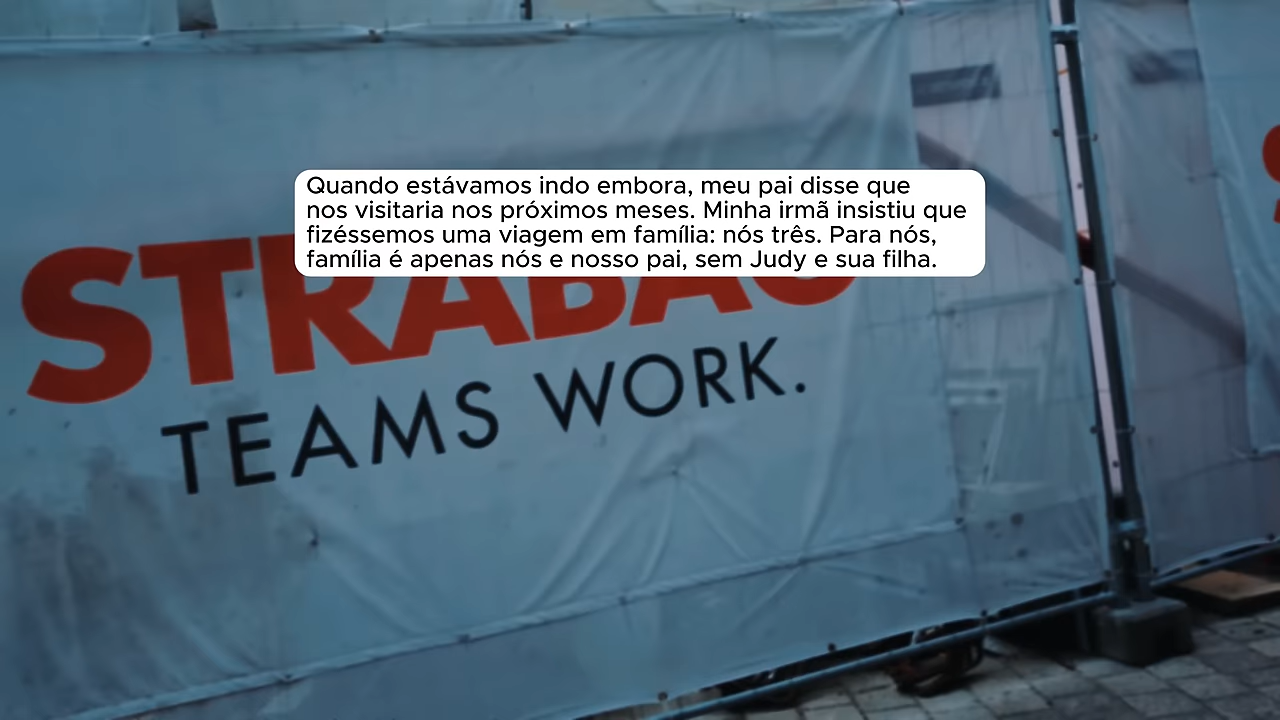 Quando estávamos indo embora, meu pai disse que
nos visitaria nos próximos meses. Minha irmã insistiu que
fizéssemos uma viagem em família: nós três. Para nós,
família é apenas nós e nosso pai, sem Judy e sua filha.
STRABAG
TEAMS WORK.